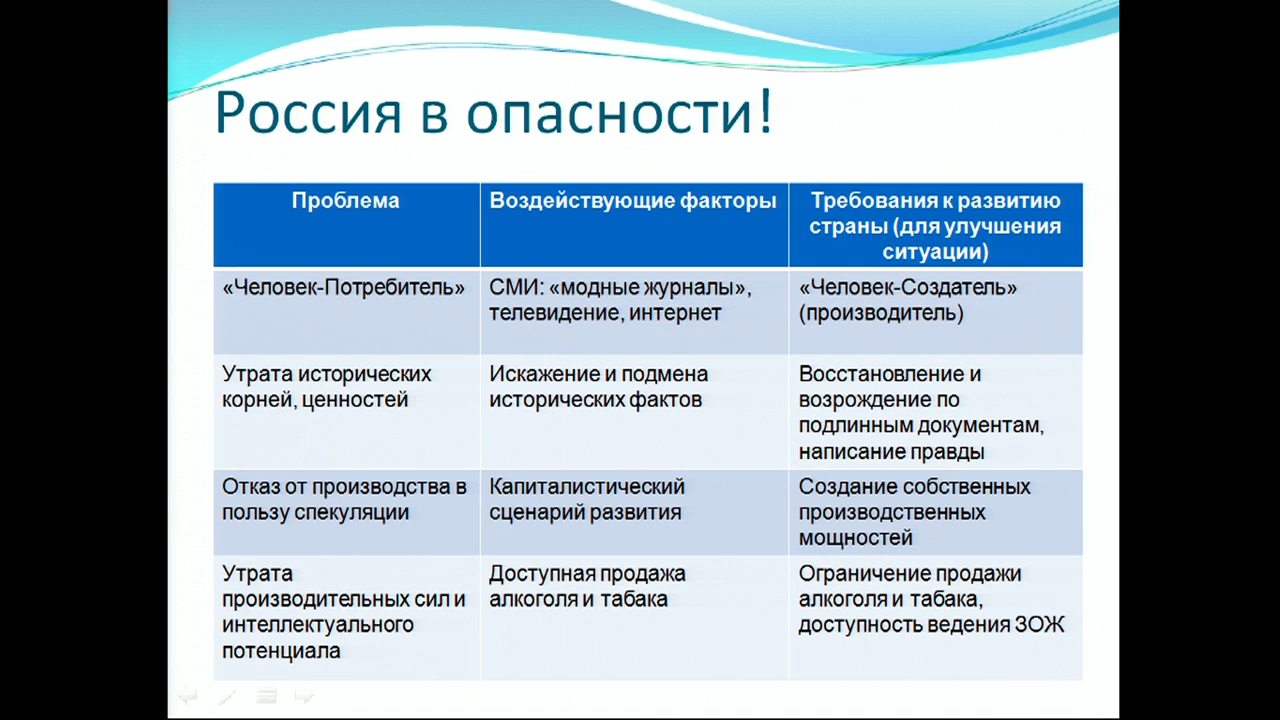 Россия в опасности!
Проблема
Воздействующие факторы
Требования к развитию
страны (для улучшения
ситуации)
«Человек-Потребитель»
СМИ: «модные журналы»,
телевидение, интернет
«Человек-Создатель»
(производитель)
Утрата исторических
корней, ценностей
Искажение и подмена
исторических фактов
Восстановление и
возрождение по
подлинным документам,
написание правды
Отказ от производства в
пользу спекуляции
Капиталистический
сценарий развития
Создание собственных
производственных
мощностей
Утрата
производительных сил и
интеллектуального
потенциала
Доступная продажа
алкоголя и табака
Ограничение продажи
алкоголя и табака,
доступность ведения ЗОЖ